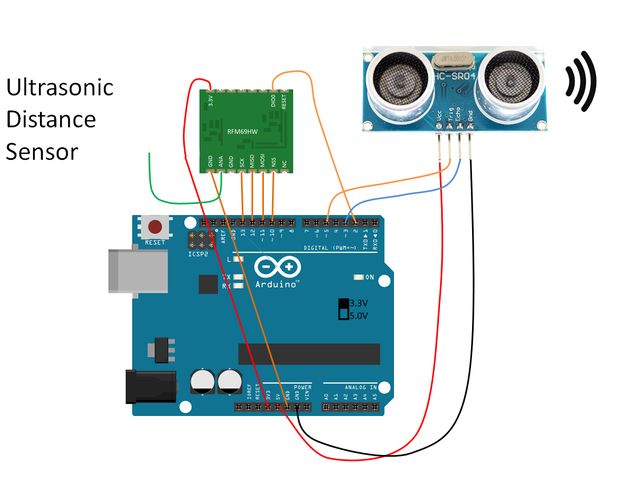 Ultrasonic
Distance
Sensor
3.3V
DIO0
RESET
RFM69HW
GND
ANA
GND
SCK
MISO
MOSI
NSS
NC
HC-SR04
Vcc
Trig
Echo
Gnd
RESET
ICSP2
AREF
GND
13
12
~11
~10
~9
8
7
~6
~5
4
~3
2
TX0▶1
RX0◀0
DIGITAL (PWM=~)
L
TX
RX
Arduino™
ON
3.3V
5.0V
POWER
ANALOG IN
IOREF
RESET
3V3
5V
GND
GND
VIN
A0
A1
A2
A3
A4
A5